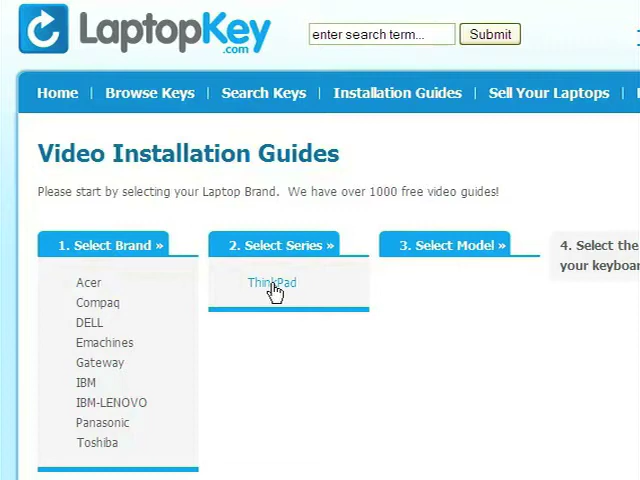 LaptopKey
.com
enter search term...
Submit
Home
Browse Keys
Search Keys
Installation Guides
Sell Your Laptops
Video Installation Guides
Please start by selecting your Laptop Brand. We have over 1000 free video guides!
1. Select Brand »
2. Select Series »
3. Select Model »
4. Select the
your keyboar
Acer
Compaq
DELL
Emachines
Gateway
IBM
IBM-LENOVO
Panasonic
Toshiba
ThinkPad